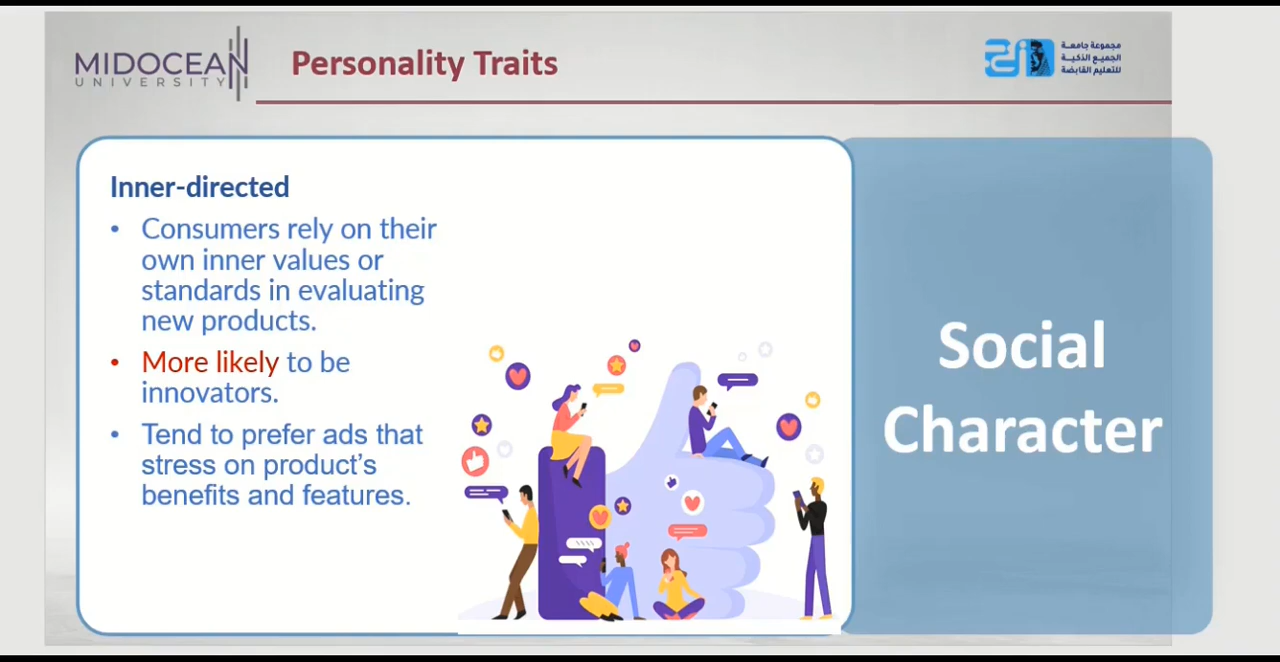 MIDOCEAN
UNIVERSITY
Personality Traits
مجموعة جامعة
الجميع الذكية
للتعليم القابضة
Inner-directed
• Consumers rely on their
own inner values or
standards in evaluating
new products.
• More likely to be
innovators.
• Tend to prefer ads that
stress on product's
benefits and features.
Social
Character